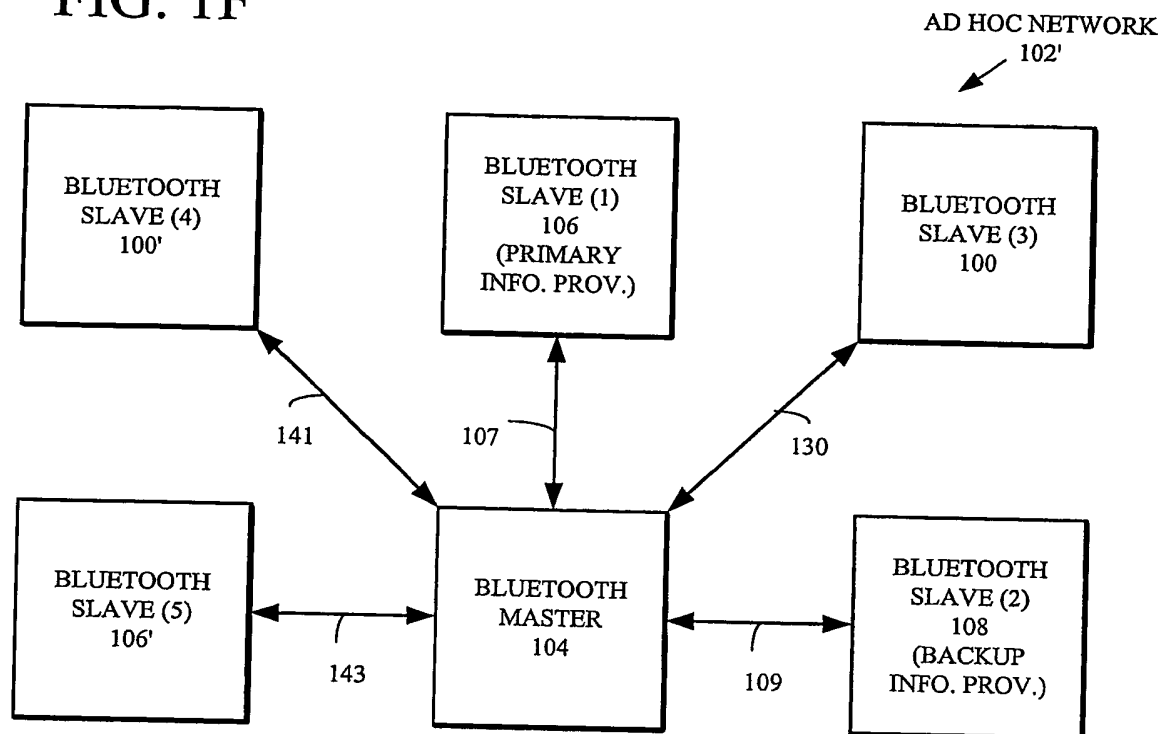 FIG. 1F
AD HOC NETWORK
102'
BLUETOOTH
SLAVE (4)
100'
BLUETOOTH
SLAVE (1)
106
(PRIMARY
INFO. PROV.)
BLUETOOTH
SLAVE (3)
100
141
107
130
BLUETOOTH
SLAVE (5)
106'
BLUETOOTH
MASTER
104
BLUETOOTH
SLAVE (2)
108
(BACKUP
INFO. PROV.)
143
109